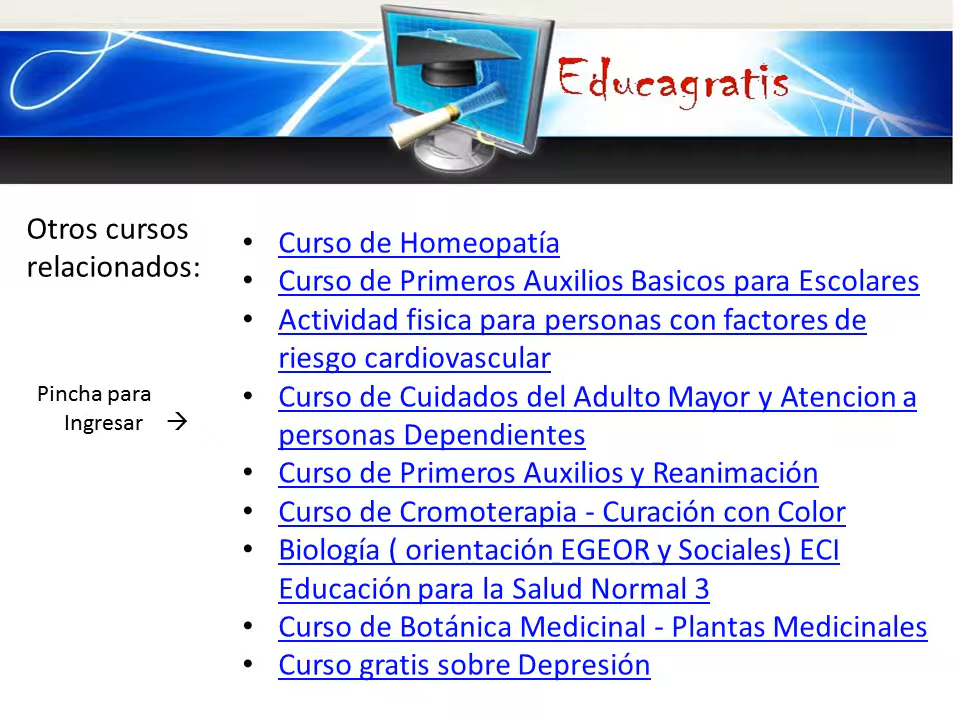 Educagratis
Otros cursos
relacionados:
Pincha para
Ingresar →
• Curso de Homeopatía
• Curso de Primeros Auxilios Basicos para Escolares
• Actividad fisica para personas con factores de
riesgo cardiovascular
• Curso de Cuidados del Adulto Mayor y Atencion a
personas Dependientes
• Curso de Primeros Auxilios y Reanimación
• Curso de Cromoterapia - Curación con Color
• Biología ( orientación EGEOR y Sociales) ECI
Educación para la Salud Normal 3
• Curso de Botánica Medicinal - Plantas Medicinales
• Curso gratis sobre Depresión